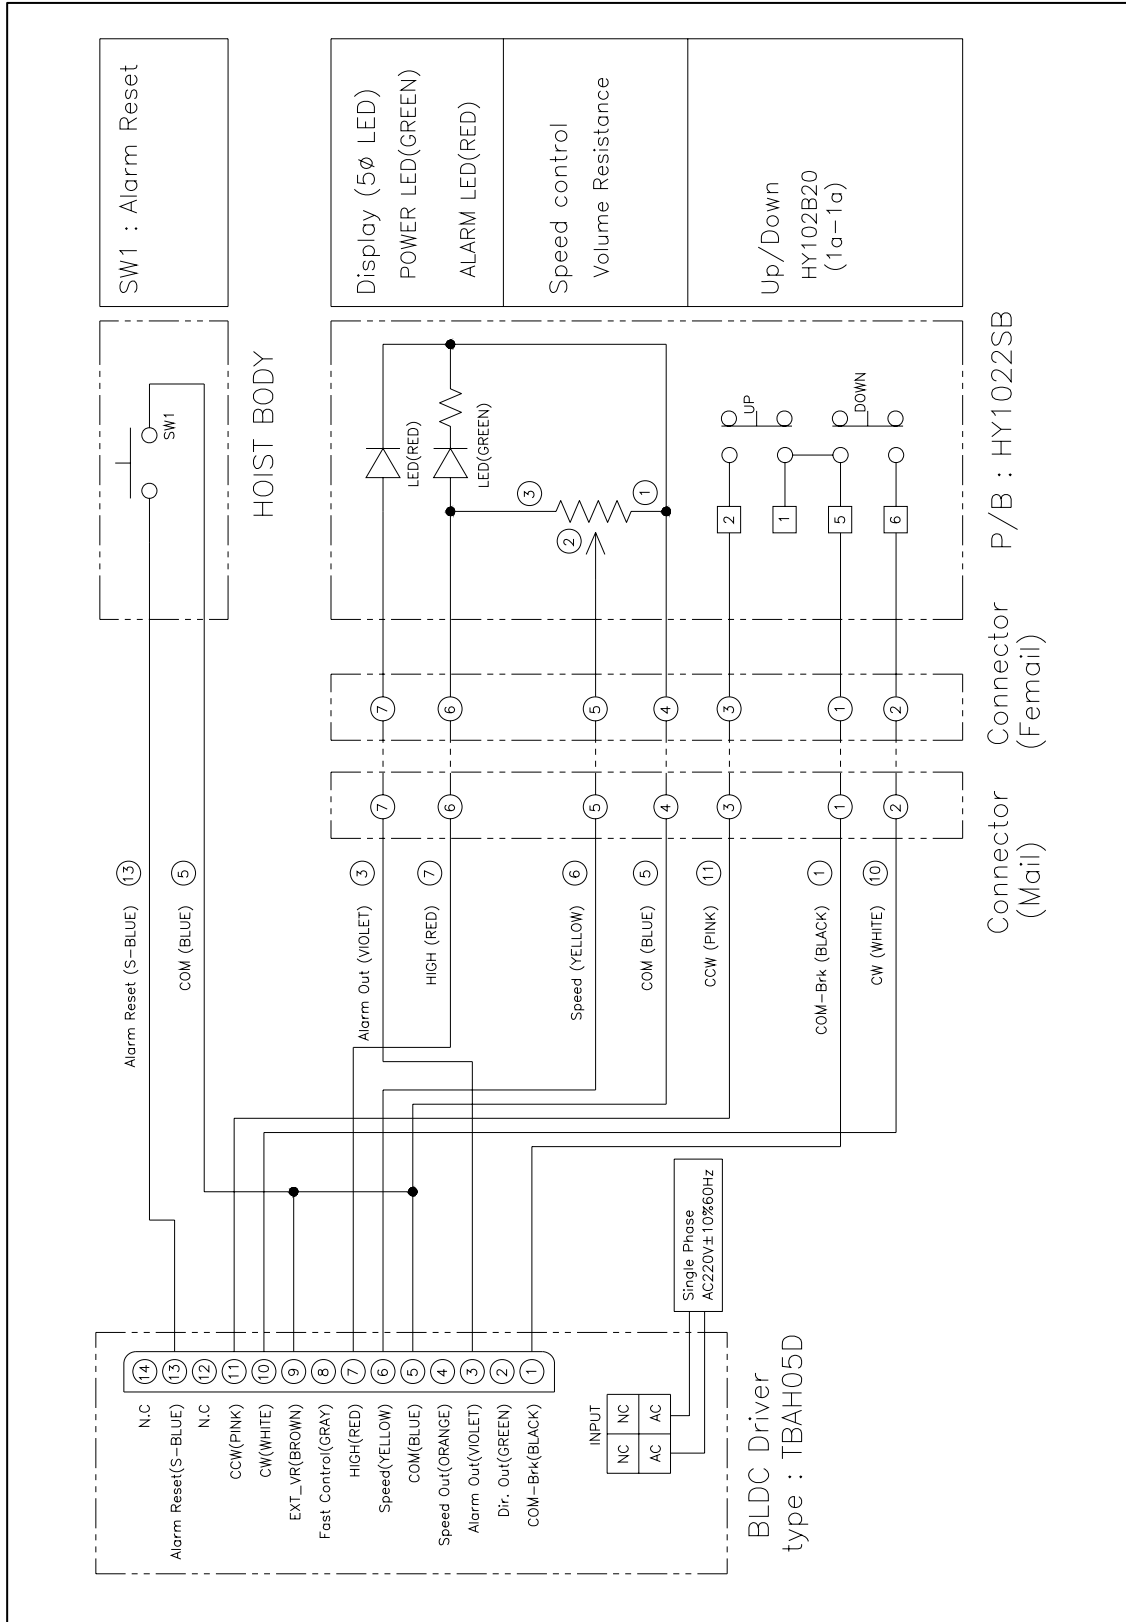 SW1 : Alarm Reset
Display (5ø LED)
POWER LED(GREEN)
ALARM LED(RED)
Speed control
Volume Resistance
Up/Down
HY102B20
(1a-1a)
SW1
HOIST BODY
LED(RED)
LED(GREEN)
3
2
1
UP
DOWN
2
1
5
6
P/B : HY1022SB
7
6
5
4
3
1
2
Connector
(Femail)
7
6
5
4
3
1
2
Connector
(Mail)
Alarm Reset (S-BLUE) 13
COM (BLUE) 5
Alarm Out (VIOLET) 3
HIGH (RED) 7
Speed (YELLOW) 6
COM (BLUE) 5
CCW (PINK) 11
COM-Brk (BLACK) 1
CW (WHITE) 10
N.C 14
Alarm Reset(S-BLUE) 13
N.C 12
CCW(PINK) 11
CW(WHITE) 10
EXT_VR(BROWN) 9
Fast Control(GRAY) 8
HIGH(RED) 7
Speed(YELLOW) 6
COM(BLUE) 5
Speed Out(ORANGE) 4
Alarm Out(VIOLET) 3
Dir. Out(GREEN) 2
COM-Brk(BLACK) 1
INPUT
NC NC
AC AC
Single Phase
AC220V±10%60Hz
BLDC Driver
type : TBAH05D